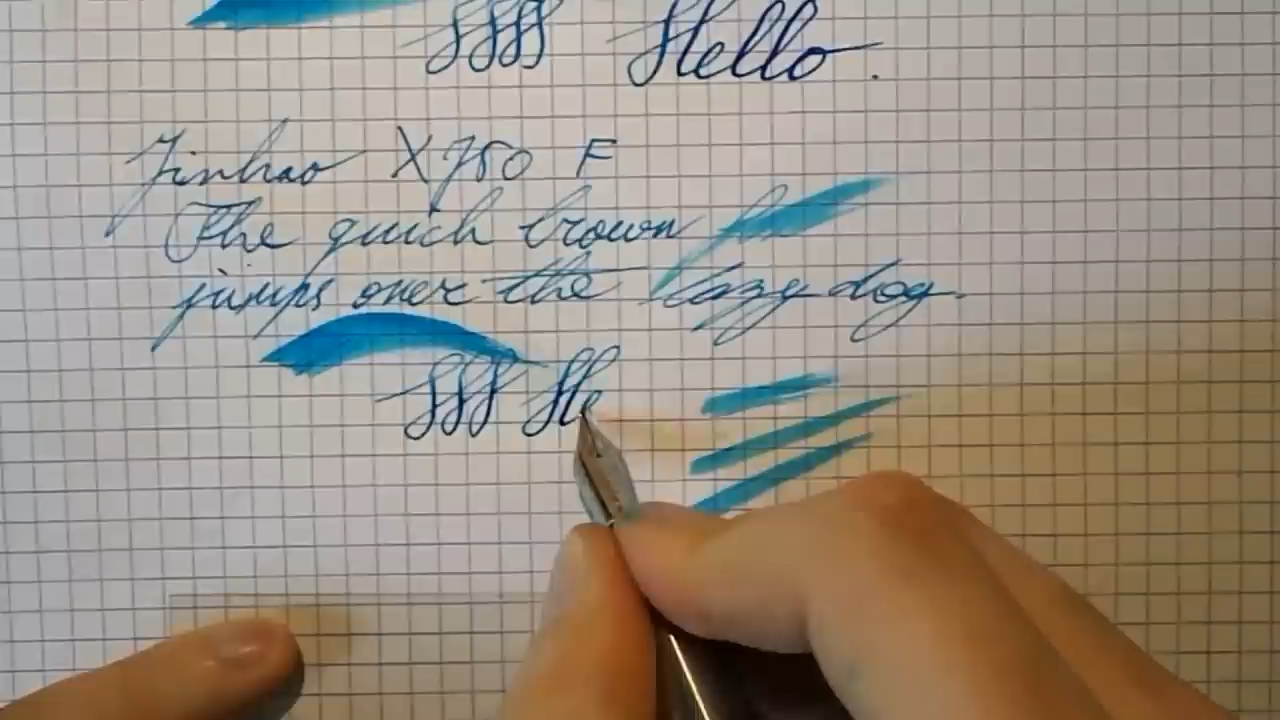 ssss Hello.
Jinhao X750 F
The quick brown fox
jumps over the lazy dog.
sss He